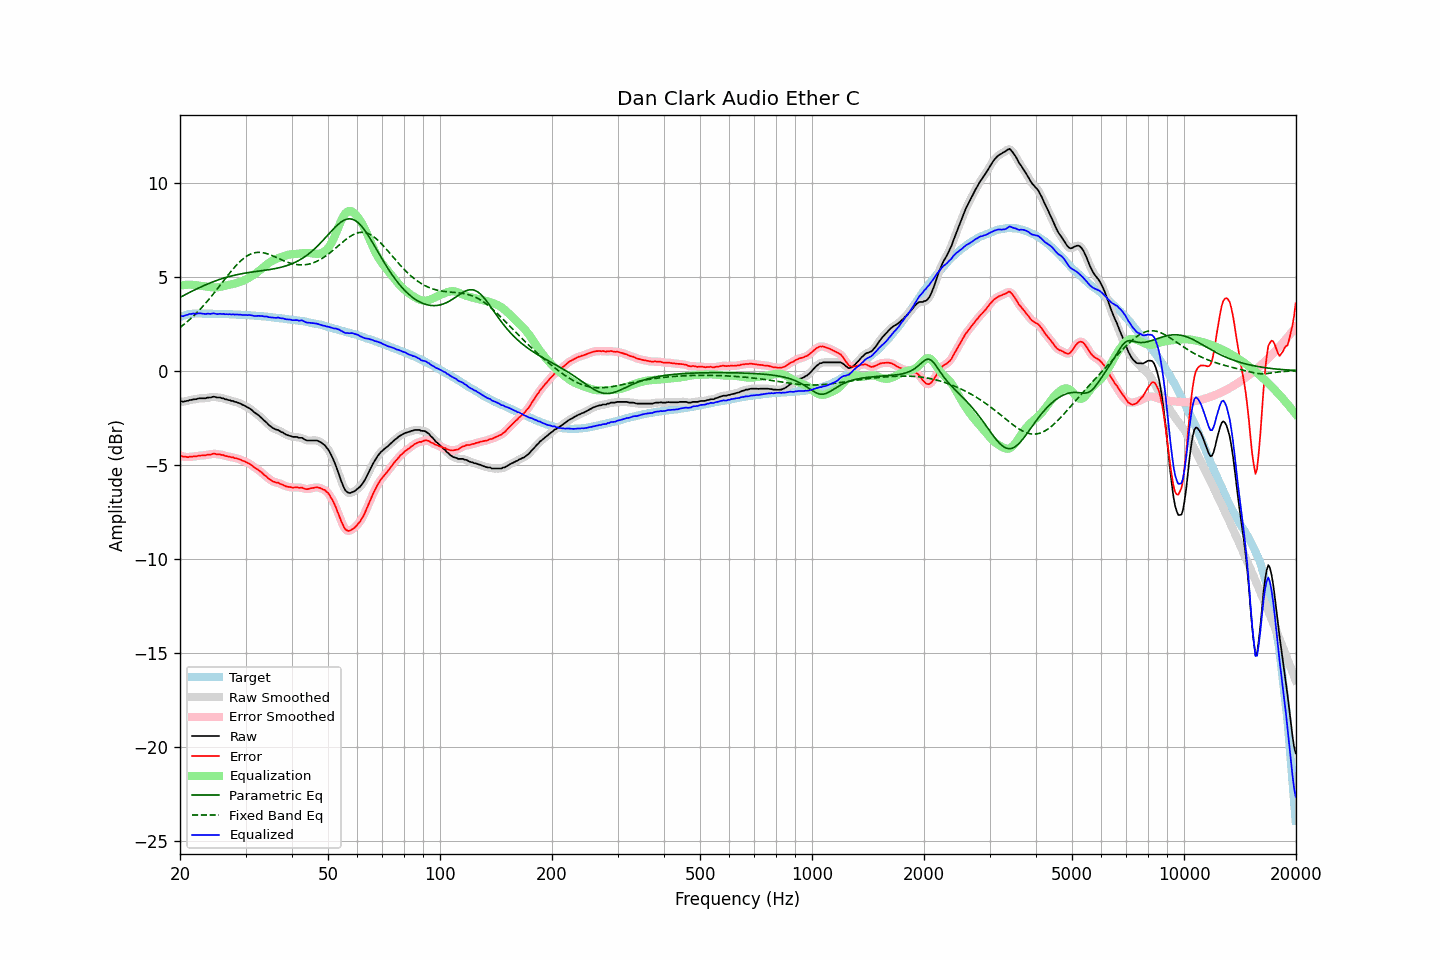 Dan Clark Audio Ether C
Amplitude (dBr)
10
5
0
−5
−10
−15
−20
−25
Target
Raw Smoothed
Error Smoothed
Raw
Error
Equalization
Parametric Eq
Fixed Band Eq
Equalized
20 50 100 200 500 1000 2000 5000 10000 20000
Frequency (Hz)